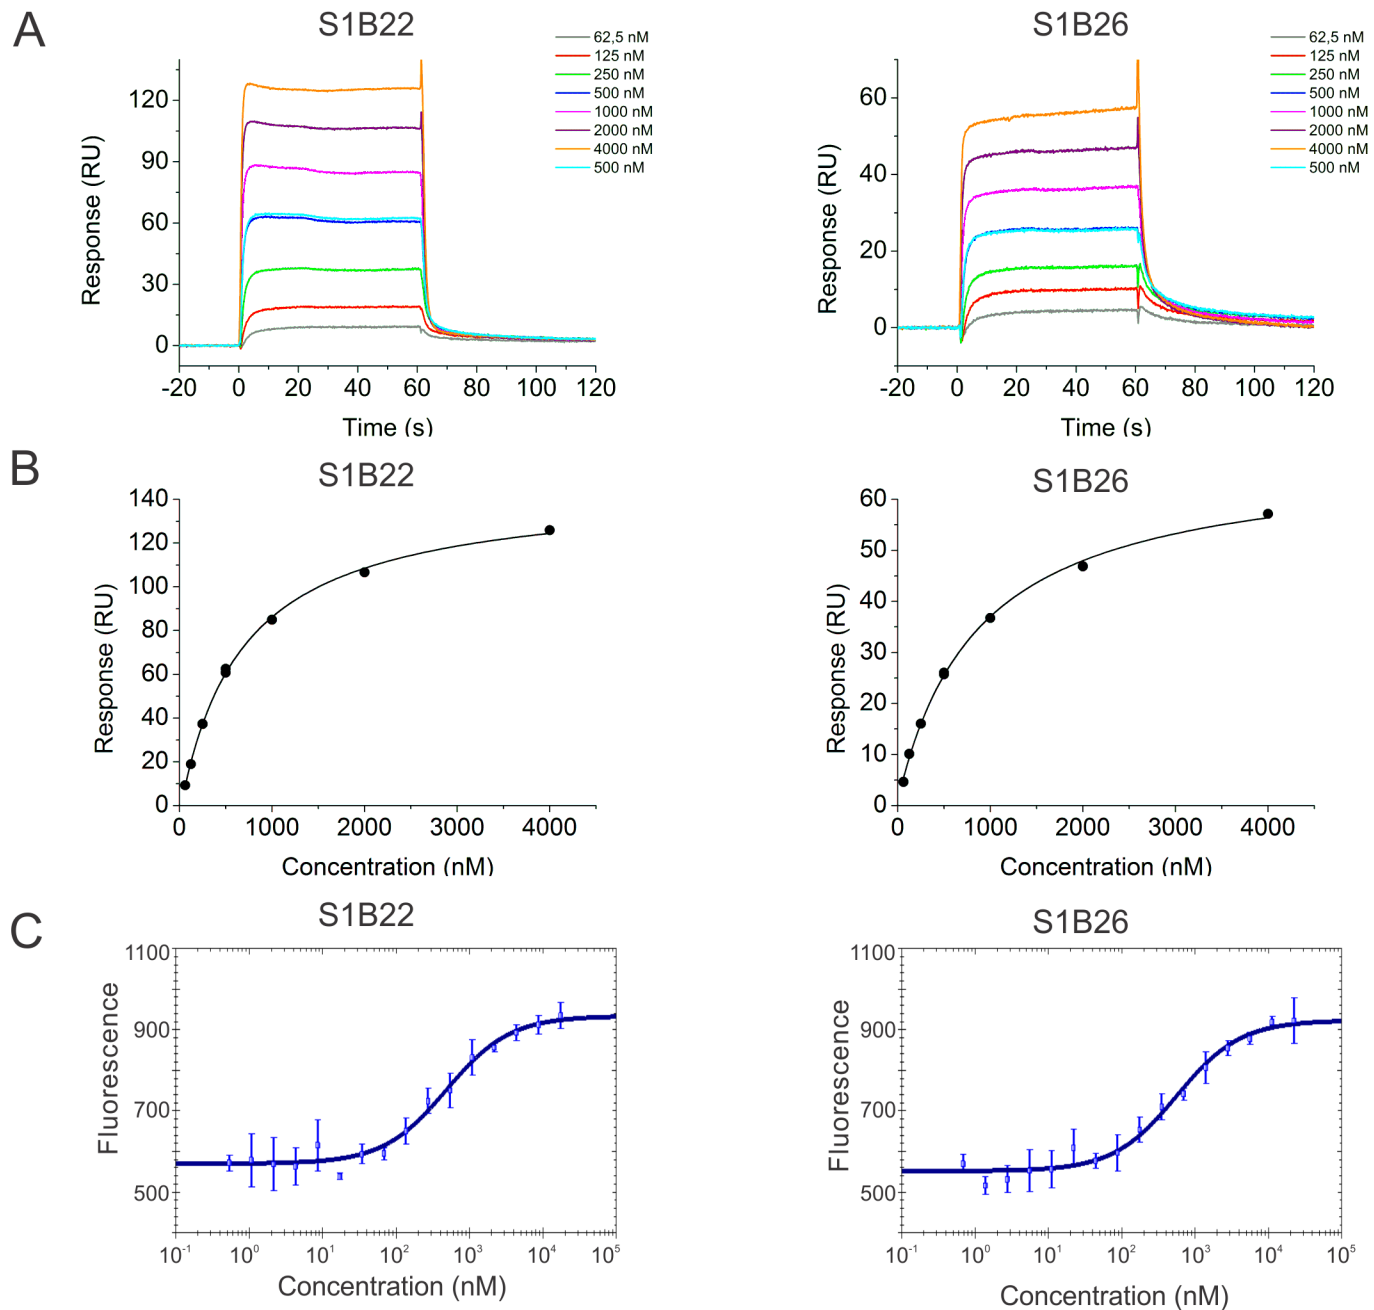 A
S1B22
62,5 nM
125 nM
250 nM
500 nM
1000 nM
2000 nM
4000 nM
500 nM
Response (RU)
120
90
60
30
0
-20 0 20 40 60 80 100 120
Time (s)
S1B26
62,5 nM
125 nM
250 nM
500 nM
1000 nM
2000 nM
4000 nM
500 nM
Response (RU)
60
40
20
0
-20 0 20 40 60 80 100 120
Time (s)
B
S1B22
Response (RU)
140
120
100
80
60
40
20
0
0 1000 2000 3000 4000
Concentration (nM)
S1B26
Response (RU)
60
50
40
30
20
10
0
0 1000 2000 3000 4000
Concentration (nM)
C
S1B22
Fluorescence
1100
900
700
500
10⁻¹ 10⁰ 10¹ 10² 10³ 10⁴ 10⁵
Concentration (nM)
S1B26
Fluorescence
1100
900
700
500
10⁻¹ 10⁰ 10¹ 10² 10³ 10⁴ 10⁵
Concentration (nM)